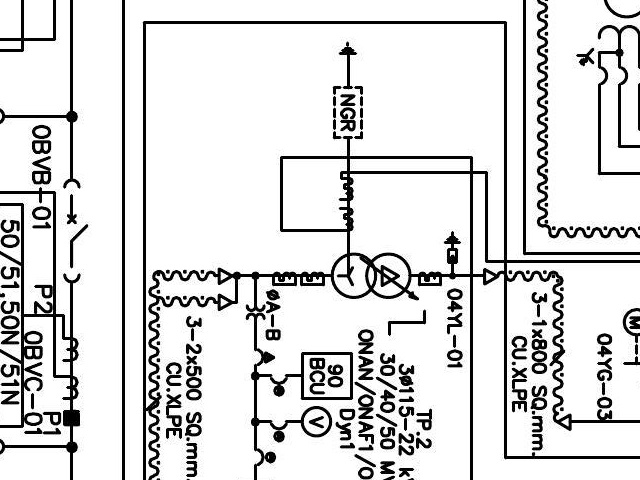 NGR
0BVB-01
50/51,50N/51N
P2
0BVC-01
P1
ØA-B
04YL-01
3-2x500 SQ.mm.
CU.XLPE
90
BCU
V
Dyn1
TP.2
3Ø115-22
30/40/50
ONAN/ONAF1/
3-1x800 SQ.mm.
CU.XLPE
04YG-03
M